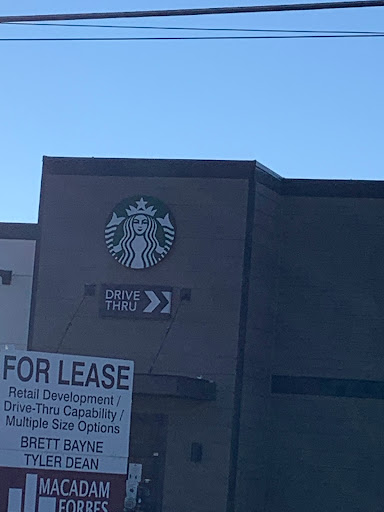 DRIVE
THRU
FOR LEASE
Retail Development /
Drive-Thru Capability /
Multiple Size Options
BRETT BAYNE
TYLER DEAN
MACADAM
FORBES